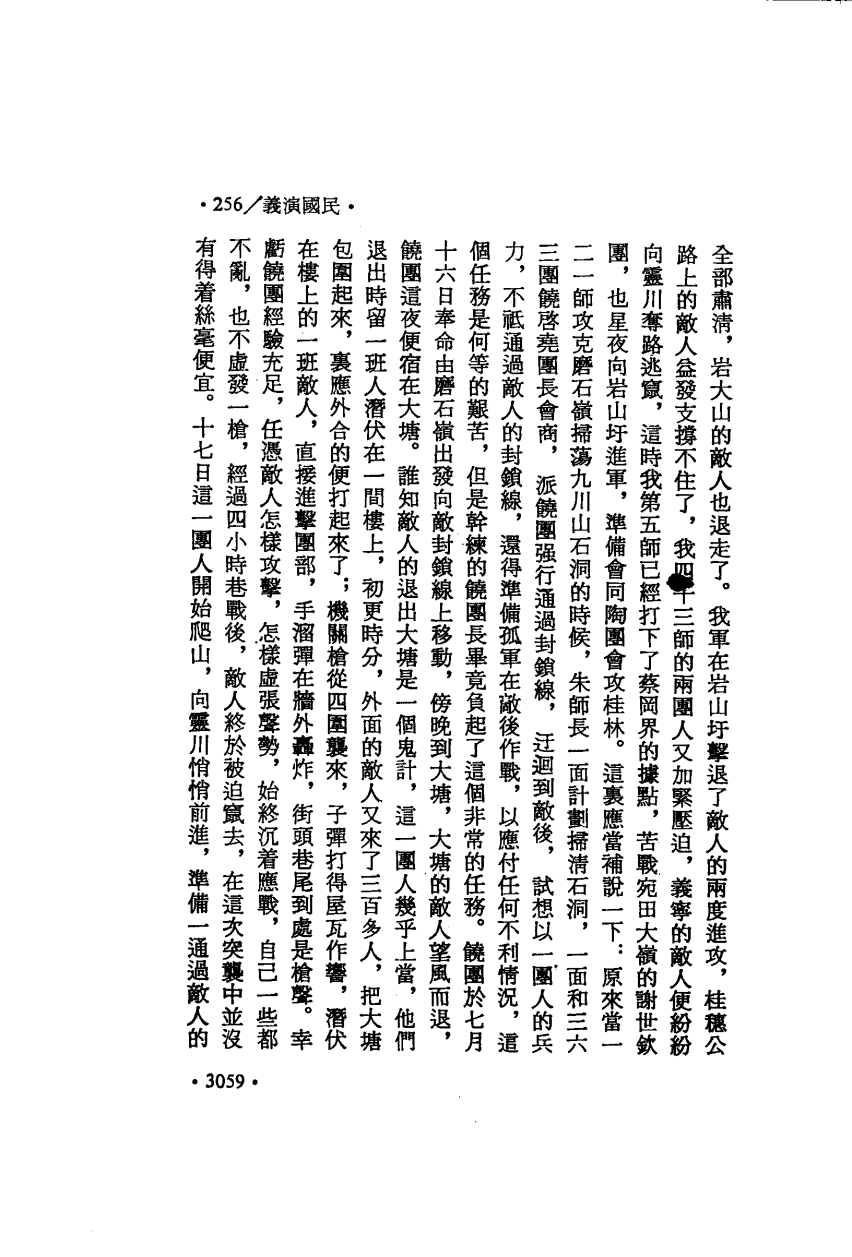 •256/義演國民•
全部肅淸，岩大山的敵人也退走了。我軍在岩山圩擊退了敵人的兩度進攻，桂穗公
路上的敵人益發支撐不住了，我四十三師的兩團人又加緊壓迫，義寧的敵人便紛紛
向靈川奪路逃竄，這時我第五師已經打下了蔡岡界的據點，苦戰宛田大嶺的謝世欽
團，也星夜向岩山圩進軍，準備會同陶團會攻桂林。這裏應當補說一下：原來當一
二一師攻克磨石嶺掃蕩九川山石洞的時候，朱師長一面計劃掃清石洞，一面和三六
三團饒啓堯團長會商，派饒團强行通過封鎖線，迂迴到敵後，試想以一團人的兵
力，不祇通過敵人的封鎖線，還得準備孤軍在敵後作戰，以應付任何不利情況，這
個任務是何等的艱苦，但是幹練的饒團長畢竟負起了這個非常的任務。饒團於七月
十六日奉命由磨石嶺出發向敵封鎖線上移動，傍晚到大塘，大塘的敵人望風而退，
饒團這夜便宿在大塘。誰知敵人的退出大塘是一個鬼計，這一團人幾乎上當，他們
退出時留一班人潛伏在一間樓上，初更時分，外面的敵人又來了三百多人，把大塘
包圍起來，裏應外合的便打起來了；機關槍從四圍襲來，子彈打得屋瓦作響，潛伏
在樓上的一班敵人，直接進擊團部，手溜彈在牆外轟炸，街頭巷尾到處是槍聲。幸
虧饒團經驗充足，任憑敵人怎樣攻擊，怎樣虛張聲勢，始終沉着應戰，自己一些都
不亂，也不虛發一槍，經過四小時巷戰後，敵人終於被迫竄去，在這次突襲中並沒
有得着絲毫便宜。十七日這一團人開始爬山，向靈川悄悄前進，準備一通過敵人的
•3059•